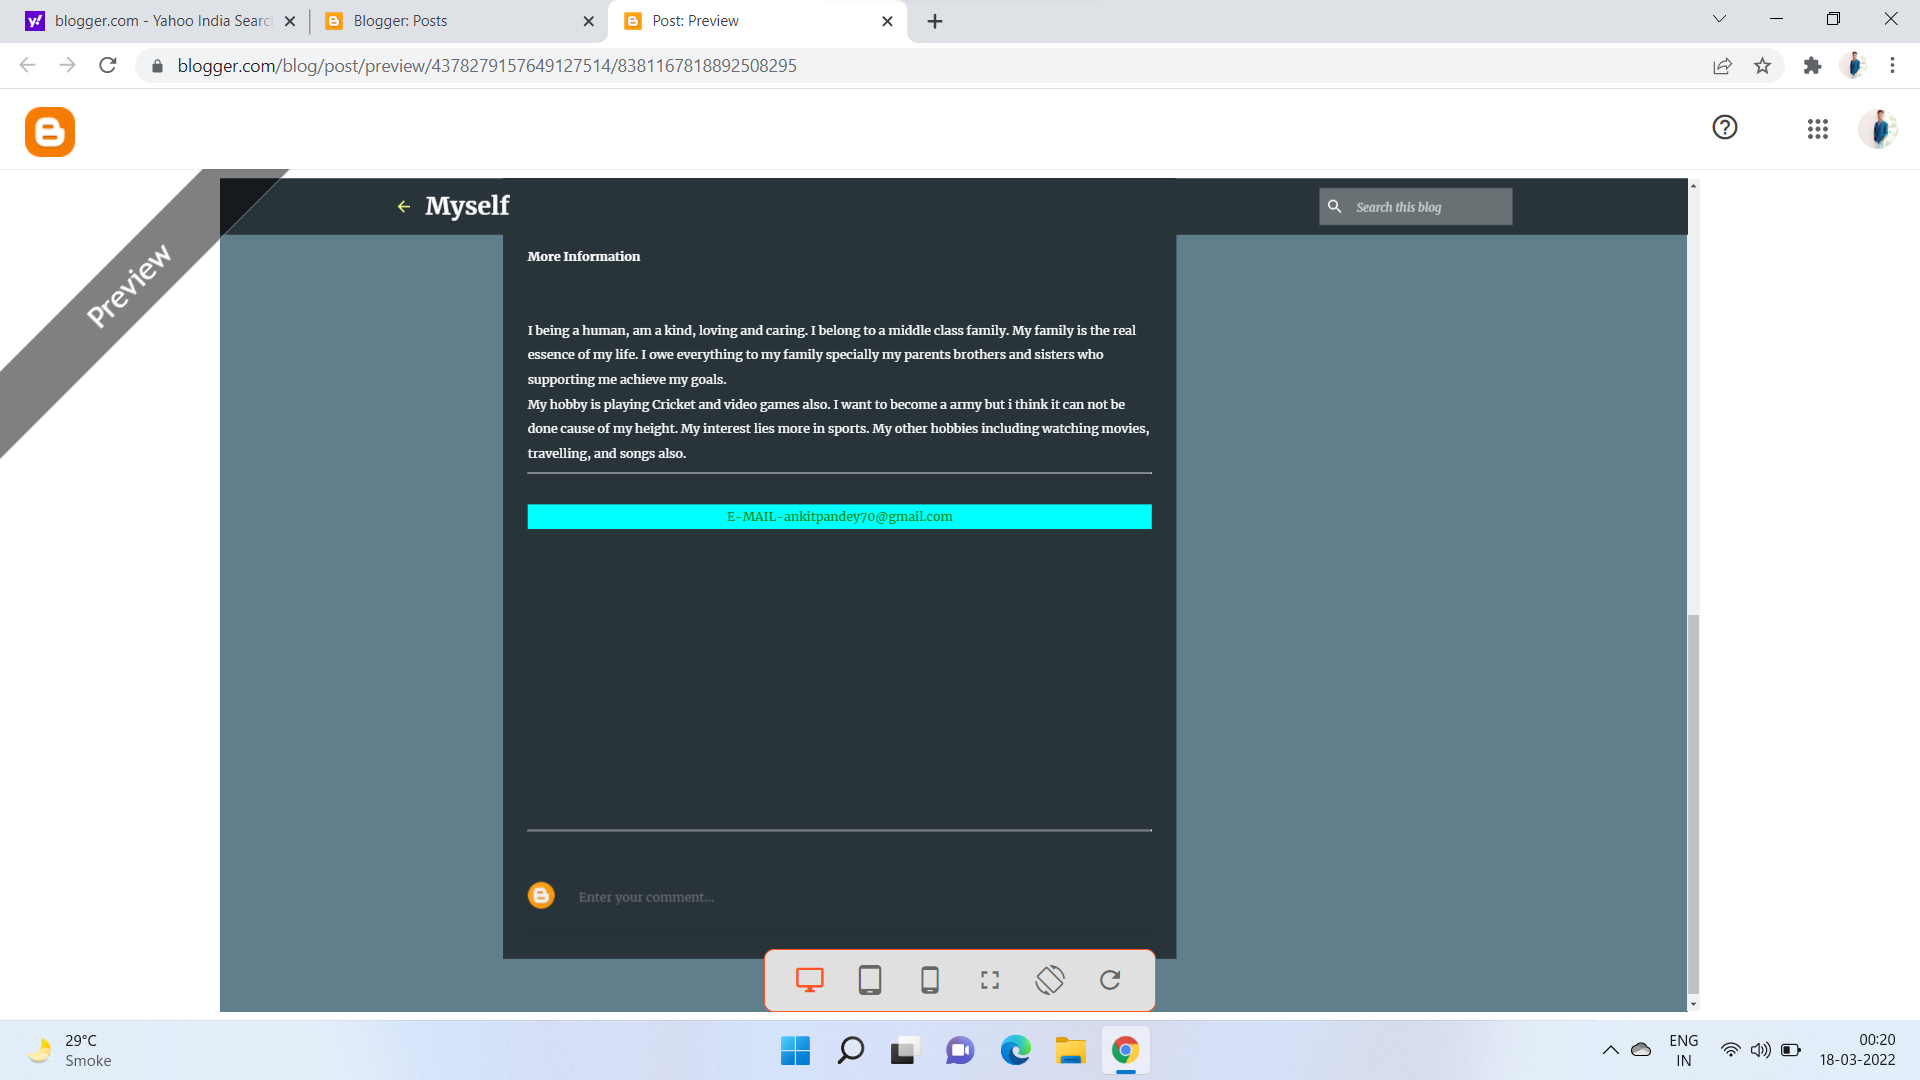 blogger.com - Yahoo India Searc
Blogger: Posts
Post: Preview
blogger.com/blog/post/preview/4378279157649127514/8381167818892508295
Preview
Myself
Search this blog
More Information
I being a human, am a kind, loving and caring. I belong to a middle class family. My family is the real
essence of my life. I owe everything to my family specially my parents brothers and sisters who
supporting me achieve my goals.
My hobby is playing Cricket and video games also. I want to become a army but i think it can not be
done cause of my height. My interest lies more in sports. My other hobbies including watching movies,
travelling, and songs also.
E-MAIL-ankitpandey70@gmail.com
Enter your comment...
29°C
Smoke
ENG
IN
00:20
18-03-2022